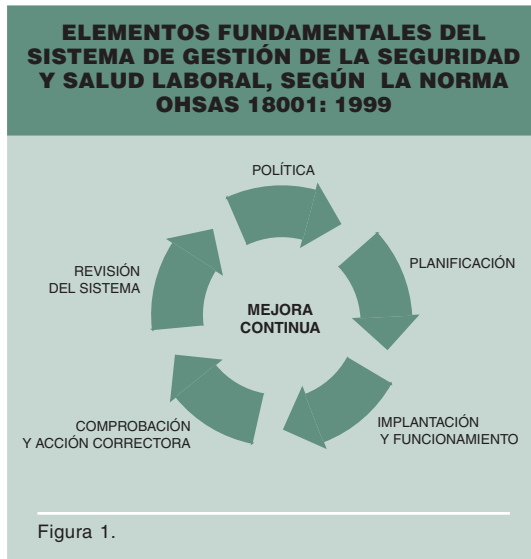 ELEMENTOS FUNDAMENTALES DEL
SISTEMA DE GESTIÓN DE LA SEGURIDAD
Y SALUD LABORAL, SEGÚN LA NORMA
OHSAS 18001: 1999
POLÍTICA
PLANIFICACIÓN
IMPLANTACIÓN
Y FUNCIONAMIENTO
COMPROBACIÓN
Y ACCIÓN CORRECTORA
REVISIÓN
DEL SISTEMA
MEJORA
CONTINUA
Figura 1.